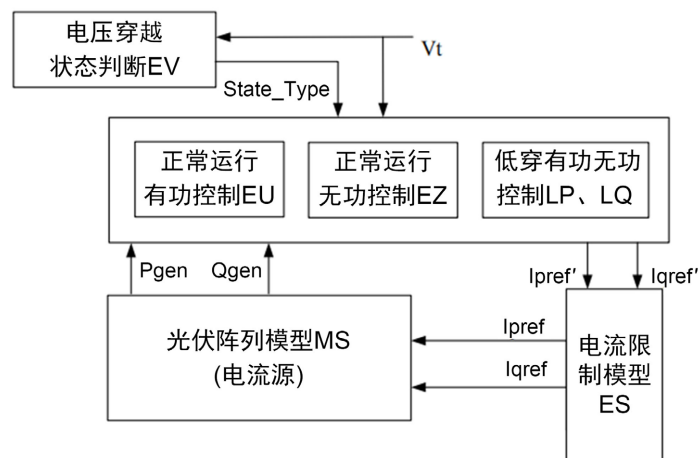 电压穿越
状态判断EV
Vt
State_Type
正常运行
有功控制EU
正常运行
无功控制EZ
低穿有功无功
控制LP、LQ
Pgen
Qgen
Ipref′
Iqref′
光伏阵列模型MS
(电流源)
Ipref
Iqref
电流限
制模型
ES